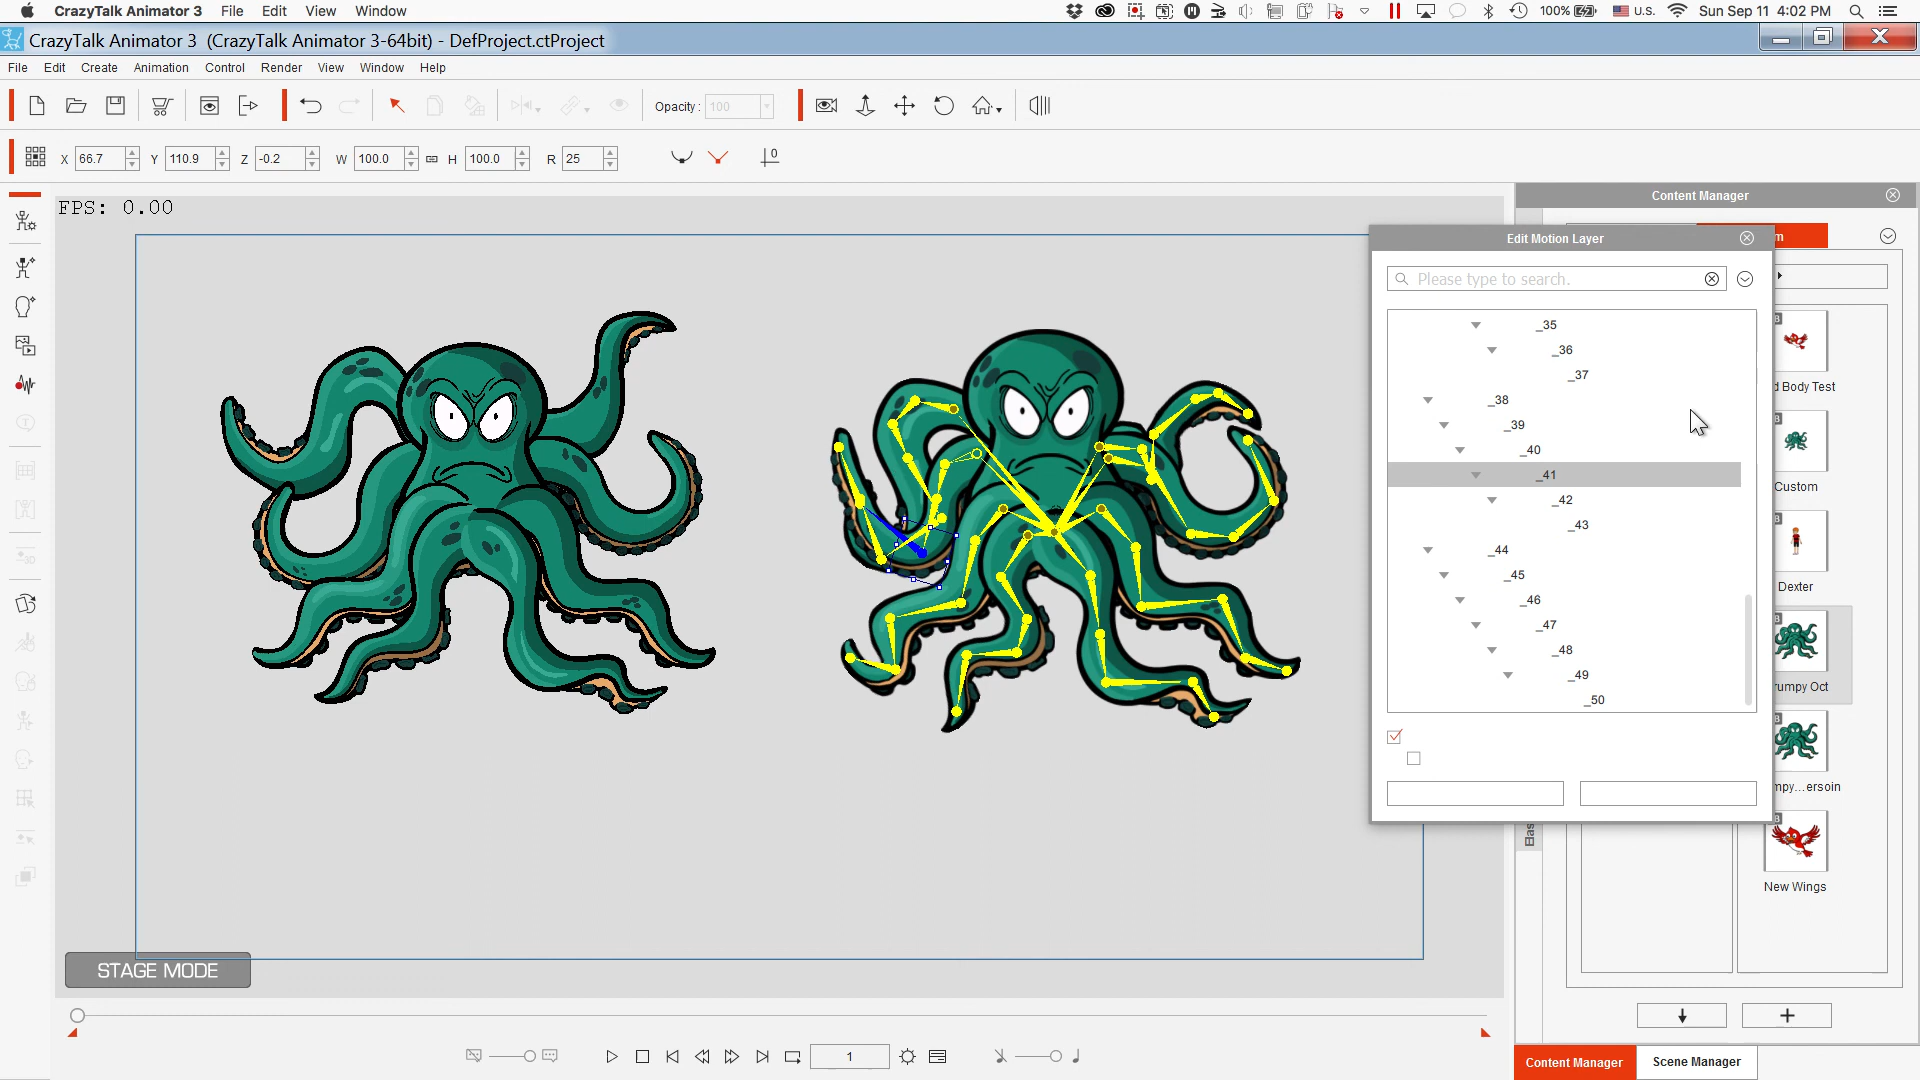 CrazyTalk Animator 3 File Edit View Window 100% U.S. Sun Sep 11 4:02 PM
CrazyTalk Animator 3 (CrazyTalk Animator 3-64bit) - DefProject.ctProject
File Edit Create Animation Control Render View Window Help
Opacity : 100
X 66.7 Y 110.9 Z -0.2 W 100.0 H 100.0 R 25
FPS: 0.00
Content Manager
Edit Motion Layer
Please type to search.
_35
_36
_37
_38
_39
_40
_41
_42
_43
_44
_45
_46
_47
_48
_49
_50
d Body Test
Custom
Dexter
umpy Oct
mpy...ersoin
New Wings
Bas
STAGE MODE
1
Content Manager Scene Manager